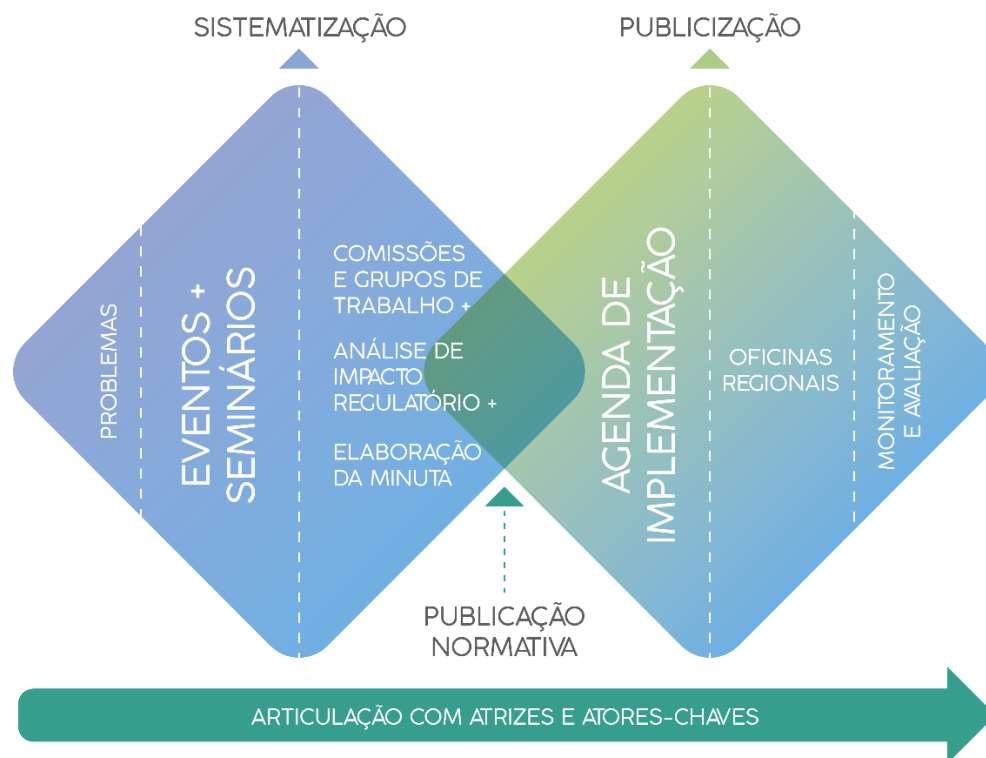 SISTEMATIZAÇÃO
PUBLICIZAÇÃO
PROBLEMAS
EVENTOS +
SEMINÁRIOS
COMISSÕES
E GRUPOS DE
TRABALHO +
ANÁLISE DE
IMPACTO
REGULATÓRIO +
ELABORAÇÃO
DA MINUTA
AGENDA DE
IMPLEMENTAÇÃO
OFICINAS
REGIONAIS
MONITORAMENTO
E AVALIAÇÃO
PUBLICAÇÃO
NORMATIVA
ARTICULAÇÃO COM ATRIZES E ATORES-CHAVES